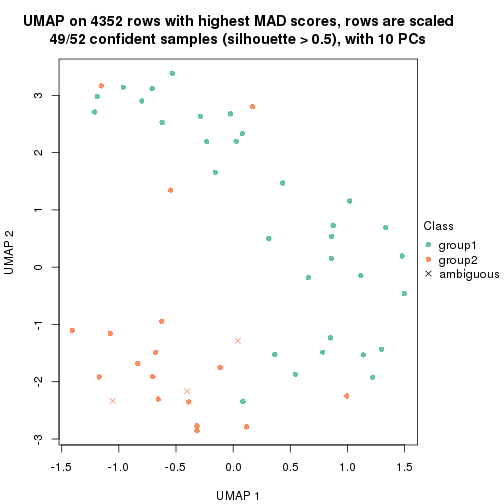 UMAP on 4352 rows with highest MAD scores, rows are scaled
49/52 confident samples (silhouette > 0.5), with 10 PCs
3
2
1
0
-1
-2
-3
UMAP 2
-1.5
-1.0
-0.5
0.0
0.5
1.0
1.5
UMAP 1
Class
group1
group2
ambiguous